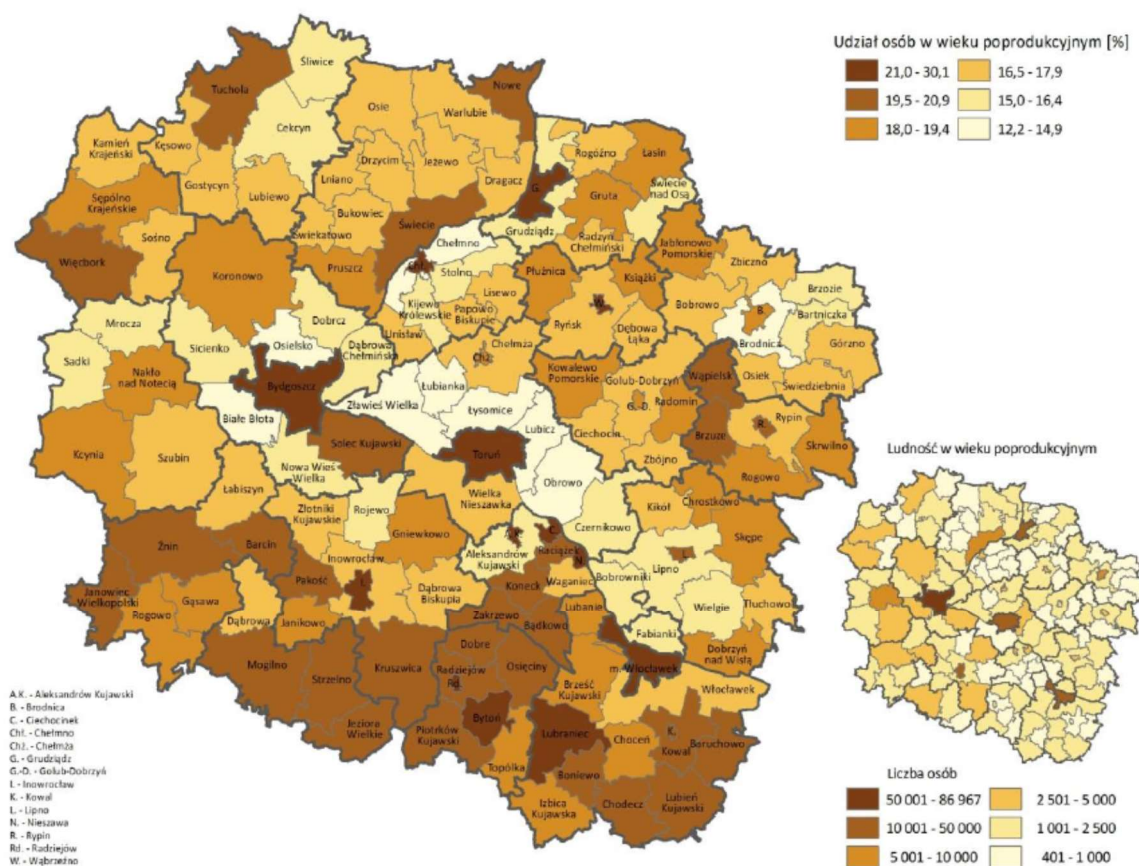 Udział osób w wieku poprodukcyjnym [%]
21,0 - 30,1
16,5 - 17,9
19,5 - 20,9
15,0 - 16,4
18,0 - 19,4
12,2 - 14,9
Śliwice
Tuchola
Nowe
Osie
Warlubie
Cekcyn
Kamień
Krajeński
Kęsowo
Rogóźno
Łasin
Drzycim
Jeżewo
Gostycyn
Lubiewo
Lniano
Dragacz
G.
Gruta
Świecie
nad Osą
Sępólno
Krajeńskie
Bukowiec
Świecie
Grudziądz
Radzyń
Chełmiński
Sośno
Świekatowo
Chełmno
Jabłonowo
Pomorskie
Zbiczno
Więcbork
Koronowo
Pruszcz
Chł.
Stolno
Płużnica
Książki
Brzozie
Lisewo
W.
Bobrowo
Bartniczka
Mrocza
Dobrcz
Kijewo
Królewskie
Papowo
Biskupie
Ryńsk
B.
Sicienko
Unisław
Dębowa
Łąka
Brodnica
Górzno
Sadki
Osielsko
Dąbrowa
Chełmińska
Chełmża
Chż.
Nakło
nad Notecią
Bydgoszcz
Kowalewo
Pomorskie
Golub-Dobrzyń
Wąpielsk
Osiek
Świedziebnia
Łubianka
G.-D.
Radomin
Zławieś Wielka
Łysomice
Rypin
R.
Białe Błota
Lubicz
Ciechocin
Brzuze
Skrwilno
Kcynia
Szubin
Solec Kujawski
Toruń
Zbójno
Rogowo
Nowa Wieś
Wielka
Obrowo
Łabiszyn
Wielka
Nieszawka
Kikół
Chrostkowo
Złotniki
Kujawskie
Rojewo
Czernikowo
Gniewkowo
Skępe
Żnin
Barcin
Inowrocław
Aleksandrów
Kujawski
C.
Raciążek
N.
L.
Lipno
Pakość
I.
Bobrowniki
Janowiec
Wielkopolski
Gąsawa
Dąbrowa
Biskupia
Koneck
Waganiec
Wielgie
Tłuchowo
Rogowo
Dąbrowa
Janikowo
Zakrzewo
Lubanie
Bądkowo
Fabianki
Dobrzyń
nad Wisłą
Mogilno
Kruszwica
Dobre
Osięciny
m. Włocławek
Strzelno
Radziejów
Rd.
Brześć
Kujawski
Włocławek
Jeziora
Wielkie
Piotrków
Kujawski
Bytoń
Lubraniec
Choceń
K.
Kowal
Baruchowo
Topólka
Boniewo
Izbica
Kujawska
Chodecz
Lubień
Kujawski
Ludność w wieku poprodukcyjnym
A.K. - Aleksandrów Kujawski
B. - Brodnica
C. - Ciechocinek
Chł. - Chełmno
Chż. - Chełmża
G. - Grudziądz
G.-D. - Golub-Dobrzyń
I. - Inowrocław
K. - Kowal
L. - Lipno
N. - Nieszawa
R. - Rypin
Rd. - Radziejów
W. - Wąbrzeźno
Liczba osób
50 001 - 86 967
2 501 - 5 000
10 001 - 50 000
1 001 - 2 500
5 001 - 10 000
401 - 1 000